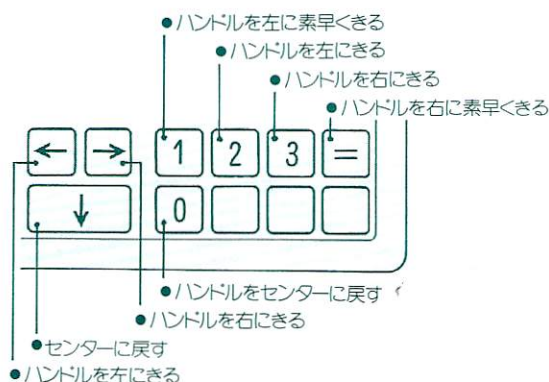 ●ハンドルを左に素早くきる
●ハンドルを左にきる
●ハンドルを右にきる
●ハンドルを右に素早くきる
← → 1 2 3 =
↓ 0
●ハンドルをセンターに戻す
●ハンドルを右にきる
●センターに戻す
●ハンドルを左にきる